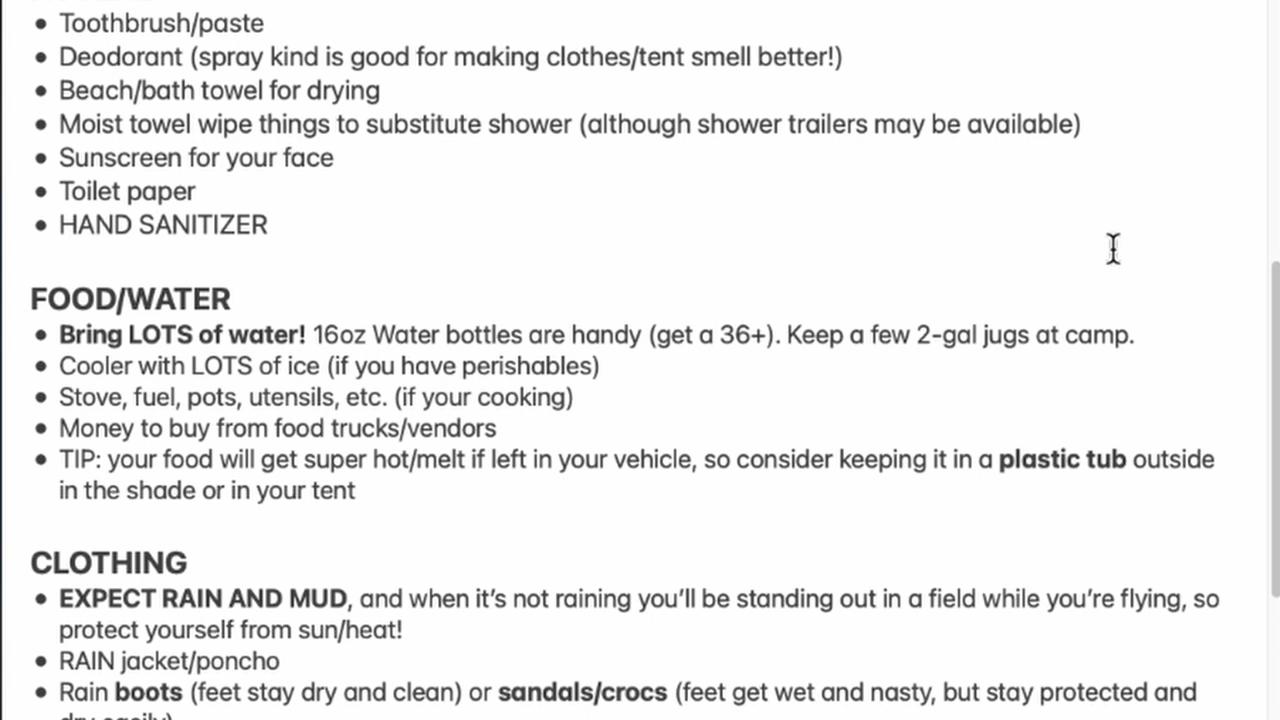 • Toothbrush/paste
• Deodorant (spray kind is good for making clothes/tent smell better!)
• Beach/bath towel for drying
• Moist towel wipe things to substitute shower (although shower trailers may be available)
• Sunscreen for your face
• Toilet paper
• HAND SANITIZER
FOOD/WATER
• Bring LOTS of water! 16oz Water bottles are handy (get a 36+). Keep a few 2-gal jugs at camp.
• Cooler with LOTS of ice (if you have perishables)
• Stove, fuel, pots, utensils, etc. (if your cooking)
• Money to buy from food trucks/vendors
• TIP: your food will get super hot/melt if left in your vehicle, so consider keeping it in a plastic tub outside
in the shade or in your tent
CLOTHING
• EXPECT RAIN AND MUD, and when it’s not raining you’ll be standing out in a field while you’re flying, so
protect yourself from sun/heat!
• RAIN jacket/poncho
• Rain boots (feet stay dry and clean) or sandals/crocs (feet get wet and nasty, but stay protected and
dry easily)